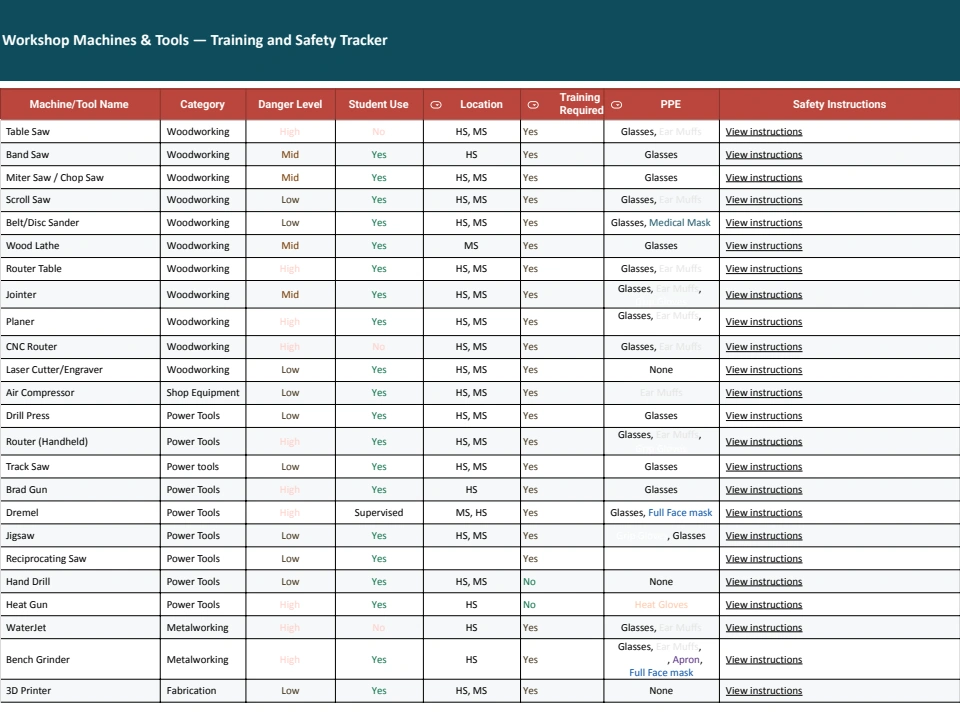 Workshop Machines & Tools — Training and Safety Tracker
Machine/Tool Name Category Danger Level Student Use Location Training Required PPE Safety Instructions
Table Saw Woodworking High No HS, MS Yes Glasses, Ear Muffs View instructions
Band Saw Woodworking Mid Yes HS Yes Glasses View instructions
Miter Saw / Chop Saw Woodworking Mid Yes HS, MS Yes Glasses View instructions
Scroll Saw Woodworking Low Yes HS, MS Yes Glasses, Ear Muffs View instructions
Belt/Disc Sander Woodworking Low Yes HS, MS Yes Glasses, Medical Mask View instructions
Wood Lathe Woodworking Mid Yes MS Yes Glasses View instructions
Router Table Woodworking High Yes HS, MS Yes Glasses, Ear Muffs View instructions
Jointer Woodworking Mid Yes HS, MS Yes Glasses, Ear Muffs, View instructions
Planer Woodworking High Yes HS, MS Yes Glasses, Ear Muffs, View instructions
CNC Router Woodworking High No HS, MS Yes Glasses, Ear Muffs View instructions
Laser Cutter/Engraver Woodworking Low Yes HS, MS Yes None View instructions
Air Compressor Shop Equipment Low Yes HS, MS Yes Ear Muffs View instructions
Drill Press Power Tools Low Yes HS, MS Yes Glasses View instructions
Router (Handheld) Power Tools High Yes HS, MS Yes Glasses, Ear Muffs, View instructions
Track Saw Power tools Low Yes HS, MS Yes Glasses View instructions
Brad Gun Power Tools High Yes HS Yes Glasses View instructions
Dremel Power Tools High Supervised MS, HS Yes Glasses, Full Face mask View instructions
Jigsaw Power Tools Low Yes HS, MS Yes , Glasses View instructions
Reciprocating Saw Power Tools Low Yes Yes View instructions
Hand Drill Power Tools Low Yes HS, MS No None View instructions
Heat Gun Power Tools High Yes HS No Heat Gloves View instructions
WaterJet Metalworking High No HS Yes Glasses, Ear Muffs View instructions
Bench Grinder Metalworking High Yes HS Yes Glasses, Ear Muffs, , Apron, Full Face mask View instructions
3D Printer Fabrication Low Yes HS, MS Yes None View instructions